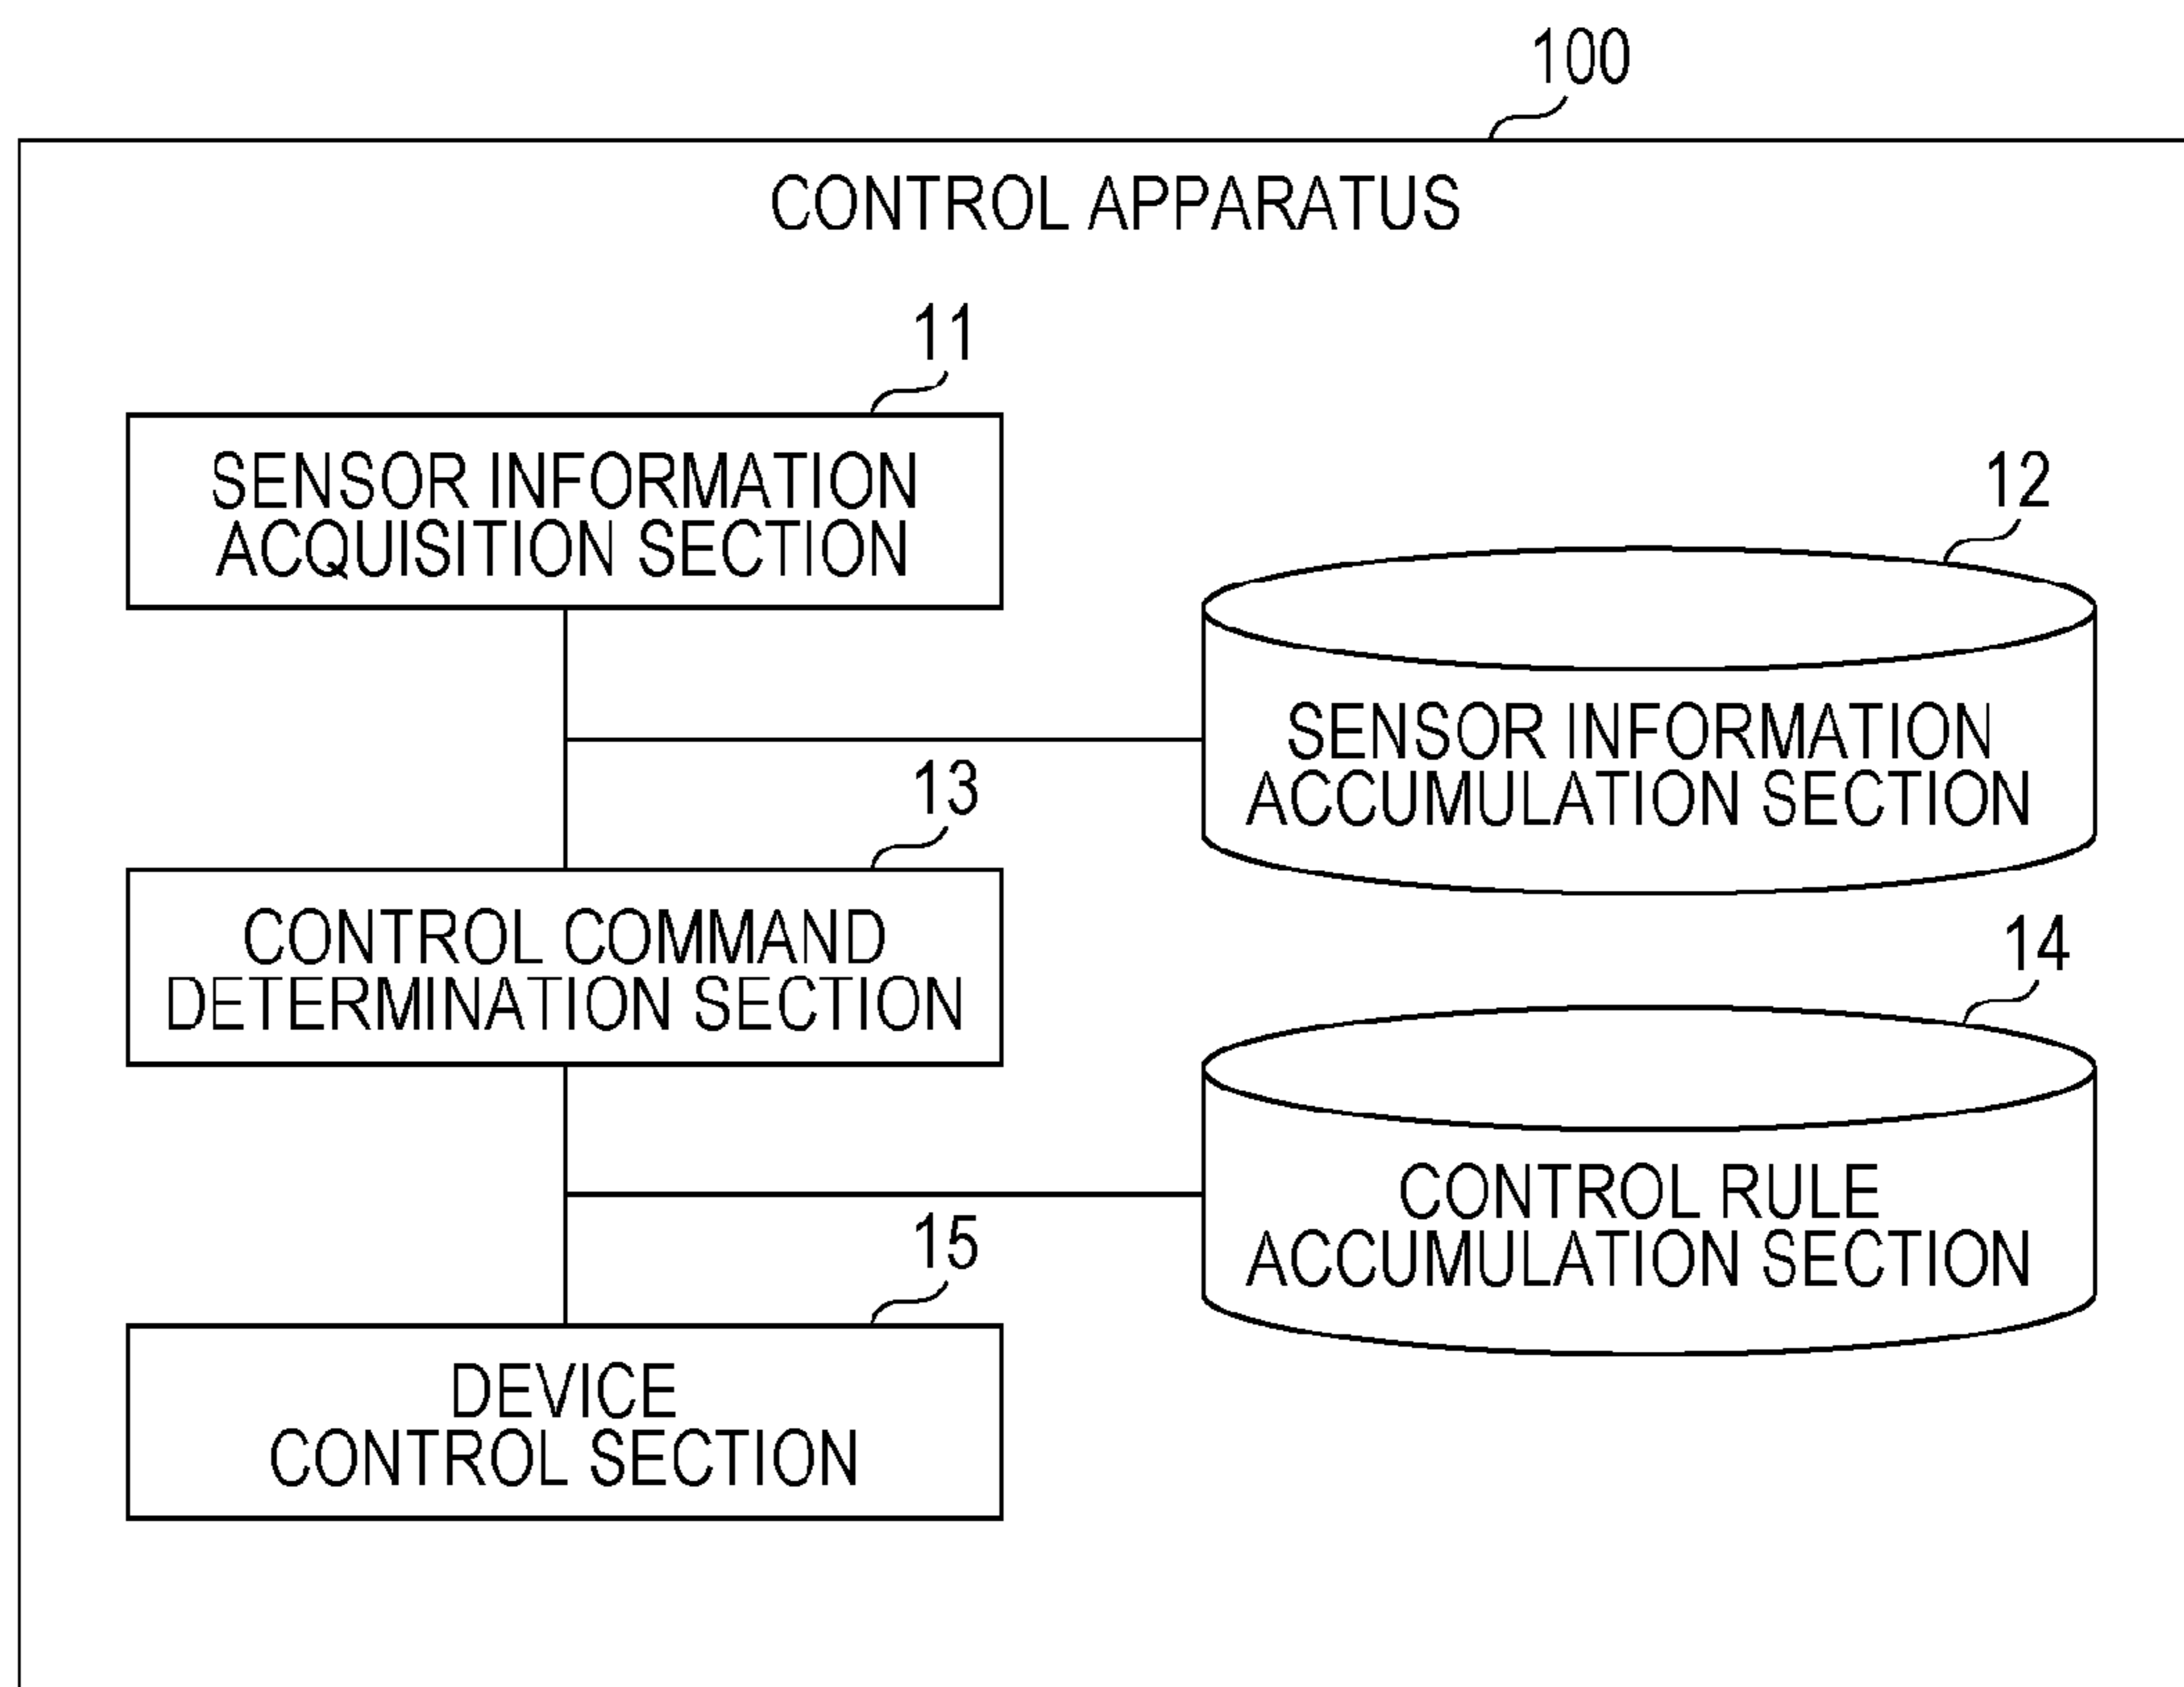 100
CONTROL APPARATUS
11
SENSOR INFORMATION
ACQUISITION SECTION
12
SENSOR INFORMATION
ACCUMULATION SECTION
13
CONTROL COMMAND
DETERMINATION SECTION
14
CONTROL RULE
ACCUMULATION SECTION
15
DEVICE
CONTROL SECTION